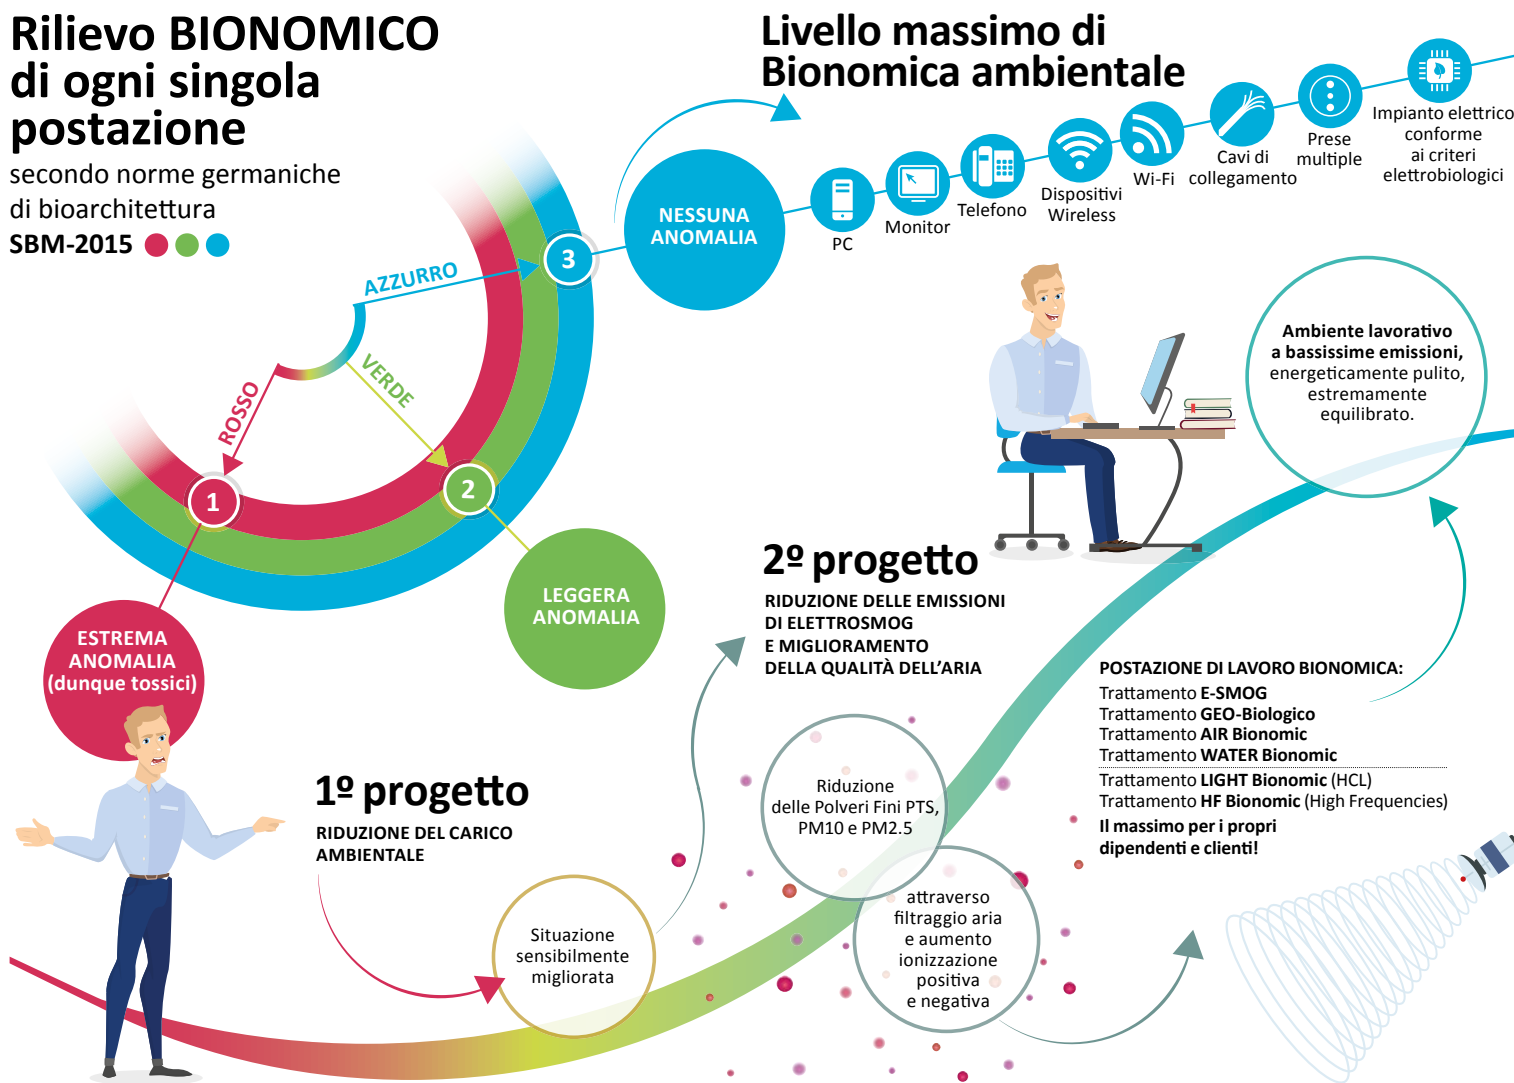 Rilievo BIONOMICO
di ogni singola
postazione
secondo norme germaniche
di bioarchitettura
SBM-2015
AZZURRO
VERDE
ROSSO
1
2
3
ESTREMA
ANOMALIA
(dunque tossici)
LEGGERA
ANOMALIA
NESSUNA
ANOMALIA
Livello massimo di
Bionomica ambientale
PC
Monitor
Telefono
Dispositivi
Wireless
Wi-Fi
Cavi di
collegamento
Prese
multiple
Impianto elettrico
conforme
ai criteri
elettrobiologici
Ambiente lavorativo
a bassissime emissioni,
energeticamente pulito,
estremamente
equilibrato.
1º progetto
RIDUZIONE DEL CARICO
AMBIENTALE
Situazione
sensibilmente
migliorata
2º progetto
RIDUZIONE DELLE EMISSIONI
DI ELETTROSMOG
E MIGLIORAMENTO
DELLA QUALITÀ DELL’ARIA
Riduzione
delle Polveri Fini PTS,
PM10 e PM2.5
attraverso
filtraggio aria
e aumento
ionizzazione
positiva
e negativa
POSTAZIONE DI LAVORO BIONOMICA:
Trattamento E-SMOG
Trattamento GEO-Biologico
Trattamento AIR Bionomic
Trattamento WATER Bionomic
Trattamento LIGHT Bionomic (HCL)
Trattamento HF Bionomic (High Frequencies)
Il massimo per i propri
dipendenti e clienti!